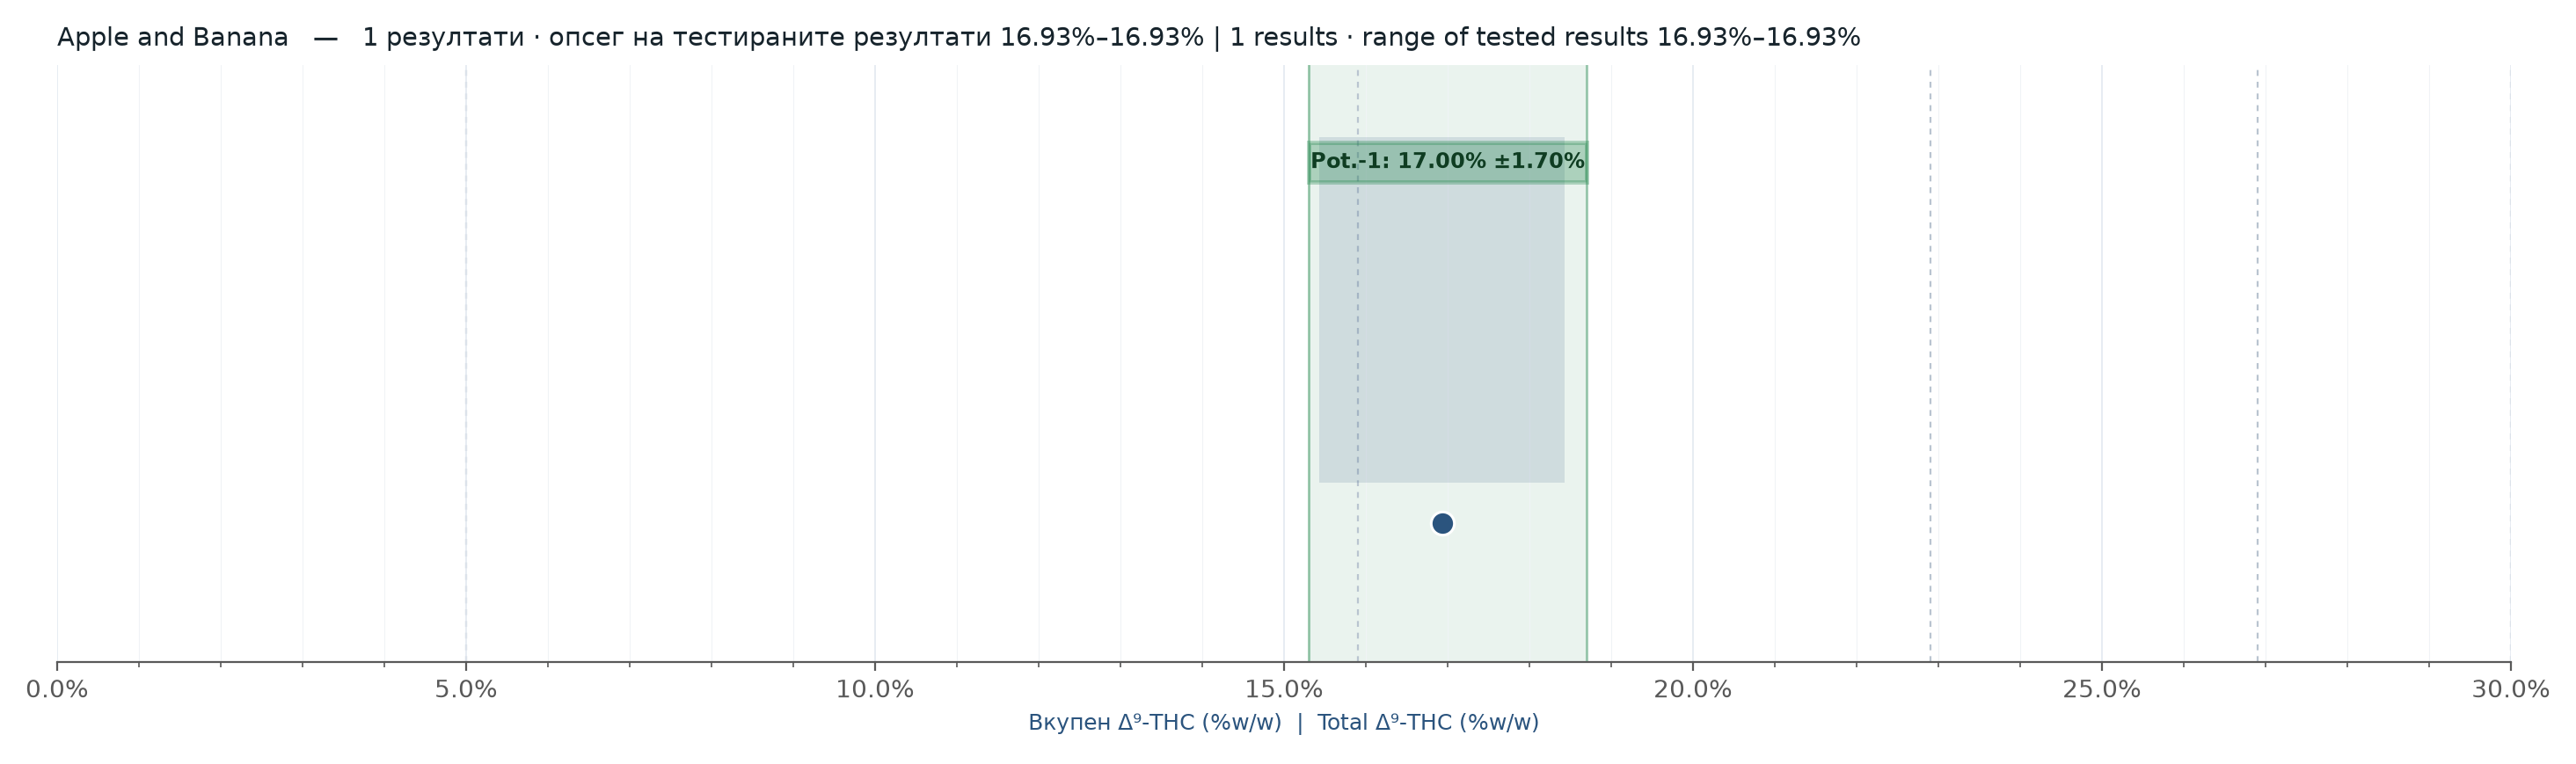 Apple and Banana — 1 резултати · опсег на тестираните резултати 16.93%–16.93% | 1 results · range of tested results 16.93%–16.93%
Pot.-1: 17.00% ±1.70%
0.0% 5.0% 10.0% 15.0% 20.0% 25.0% 30.0%
Вкупен Δ⁹-THC (%w/w) | Total Δ⁹-THC (%w/w)